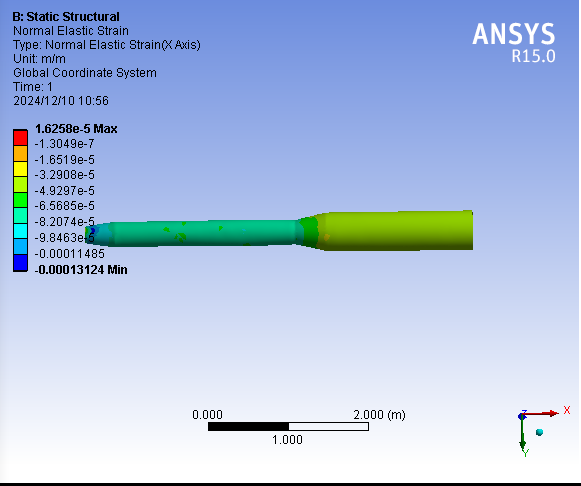 B: Static Structural
Normal Elastic Strain
Type: Normal Elastic Strain(X Axis)
Unit: m/m
Global Coordinate System
Time: 1
2024/12/10 10:56
ANSYS
R15.0
1.6258e-5 Max
-1.3049e-7
-1.6519e-5
-3.2908e-5
-4.9297e-5
-6.5685e-5
-8.2074e-5
-9.8463e-5
-0.00011485
-0.00013124 Min
0.000
2.000 (m)
1.000
Z
X
Y